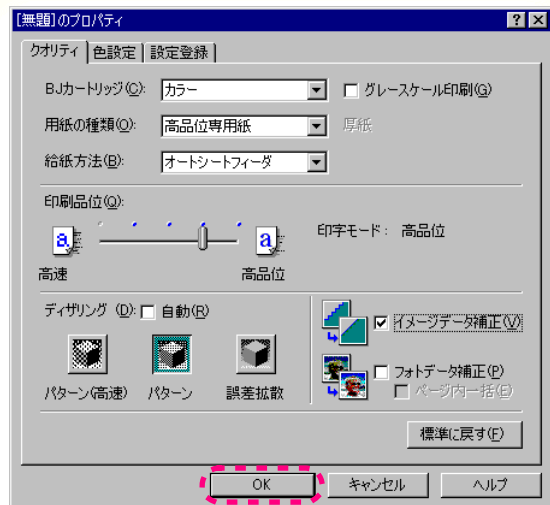 [無題]のプロパティ
クオリティ 色設定 設定登録
BJカートリッジ(C): カラー グレースケール印刷(G)
用紙の種類(O): 高品位専用紙 厚紙
給紙方法(B): オートシートフィーダ
印刷品位(Q):
印字モード： 高品位
高速 高品位
ディザリング (D): 自動(R)
イメージデータ補正(V)
フォトデータ補正(P)
ページ内一括(E)
パターン(高速) パターン 誤差拡散
標準に戻す(F)
OK キャンセル ヘルプ